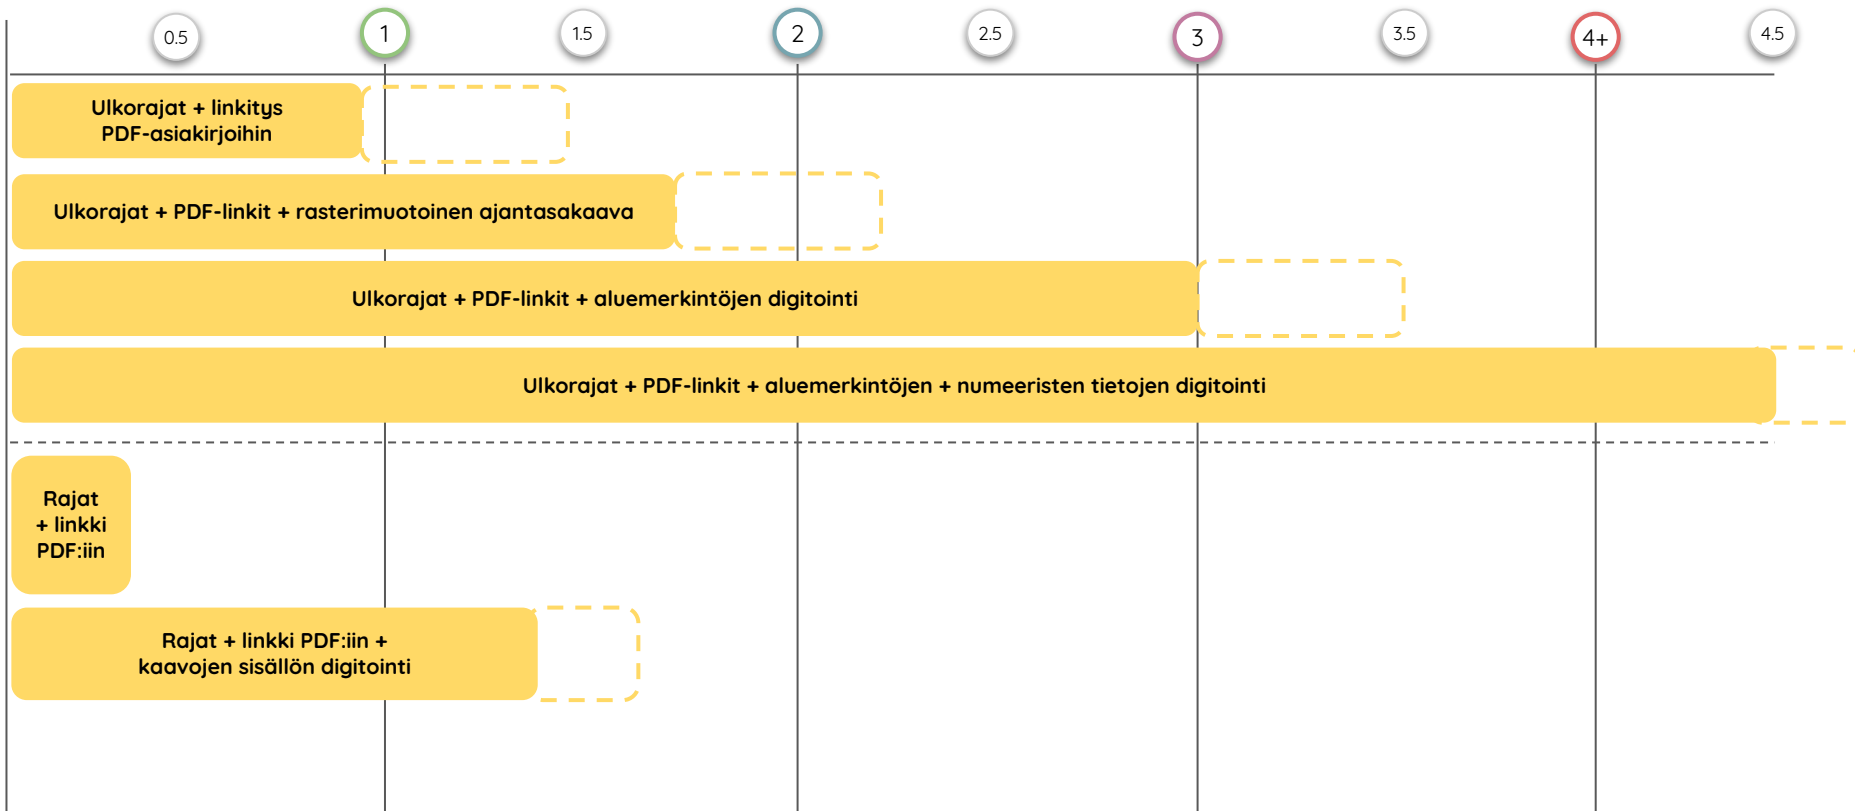 0.5
1
1.5
2
2.5
3
3.5
4+
4.5
Ulkorajat + linkitys
PDF-asiakirjoihin
Ulkorajat + PDF-linkit + rasterimuotoinen ajantasakaava
Ulkorajat + PDF-linkit + aluemerkintöjen digitointi
Ulkorajat + PDF-linkit + aluemerkintöjen + numeeristen tietojen digitointi
Rajat
+ linkki
PDF:iin
Rajat + linkki PDF:iin +
kaavojen sisällön digitointi